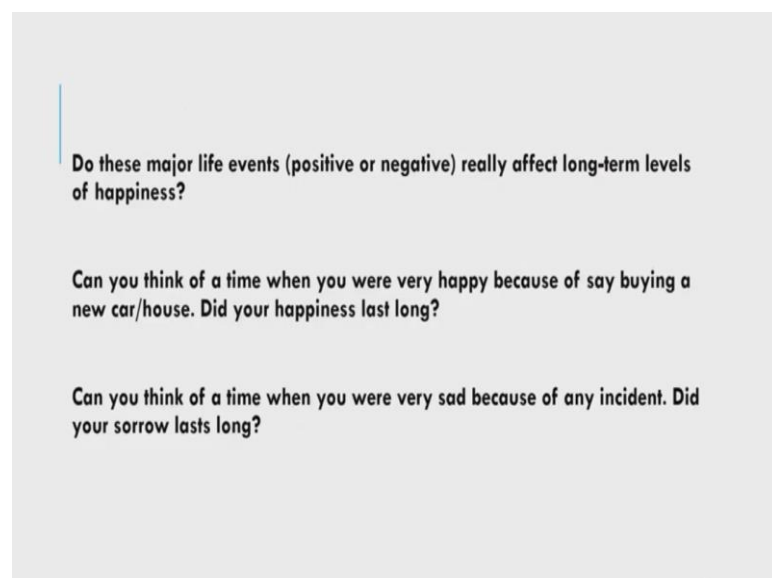 Do these major life events (positive or negative) really affect long-term levels
of happiness?
Can you think of a time when you were very happy because of say buying a
new car/house. Did your happiness last long?
Can you think of a time when you were very sad because of any incident. Did
your sorrow lasts long?